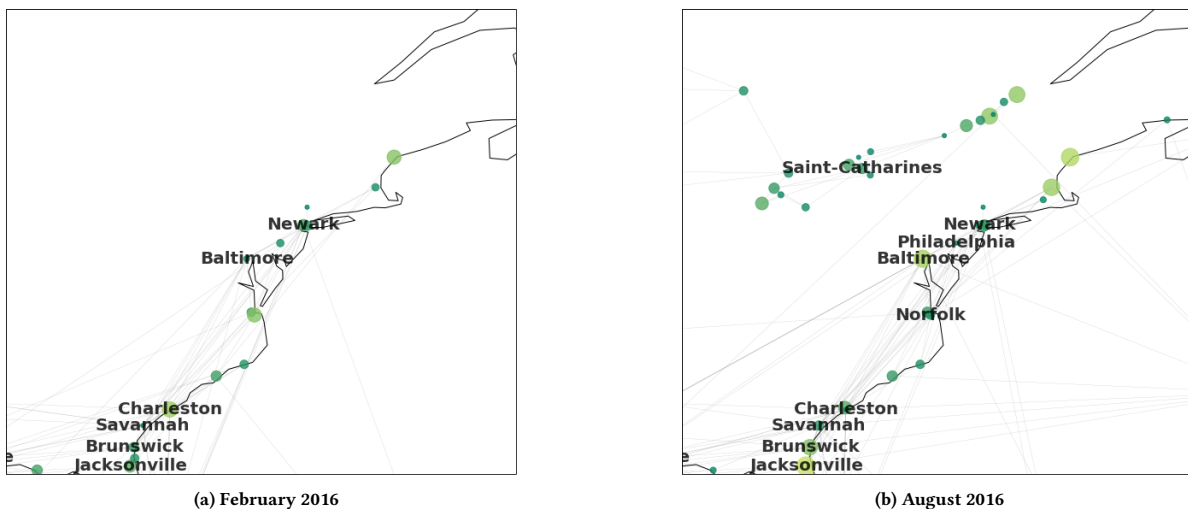 Newark
Baltimore
Charleston
Savannah
Brunswick
e
Jacksonville
(a) February 2016
Saint-Catharines
Newark
Philadelphia
Baltimore
Norfolk
Charleston
Savannah
Brunswick
e
Jacksonville
(b) August 2016